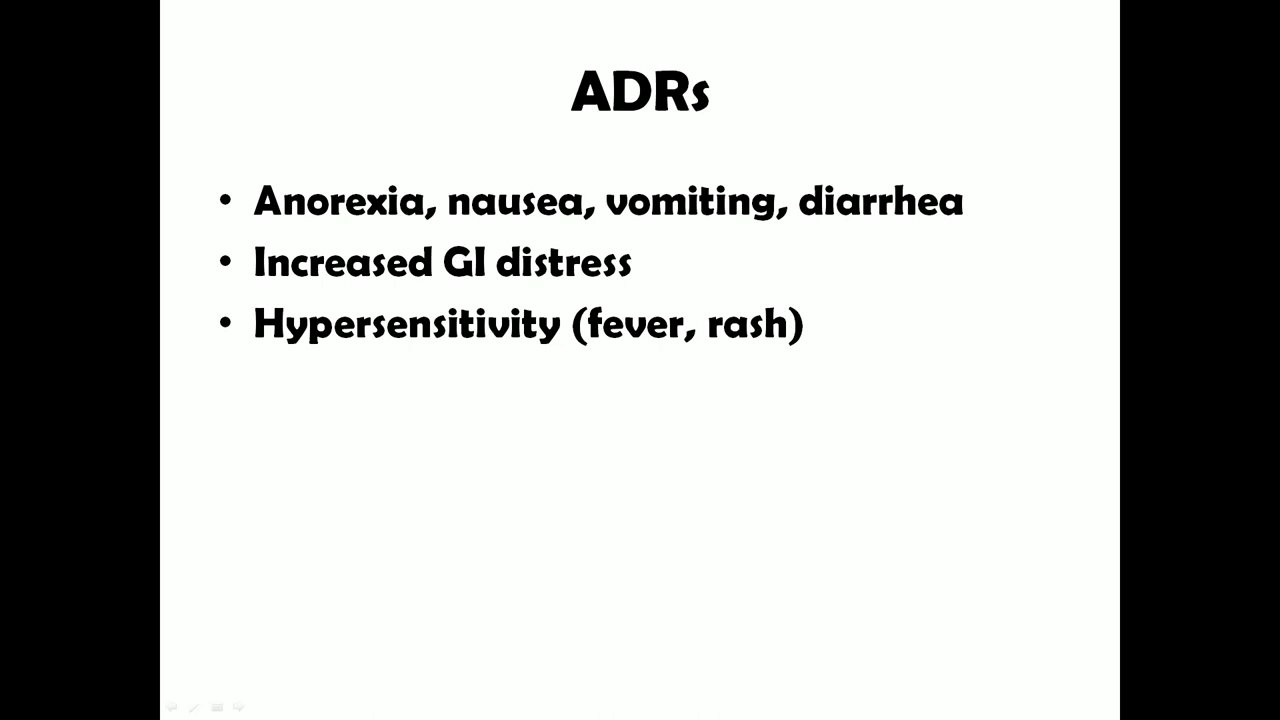 ADRs
• Anorexia, nausea, vomiting, diarrhea
• Increased GI distress
• Hypersensitivity (fever, rash)